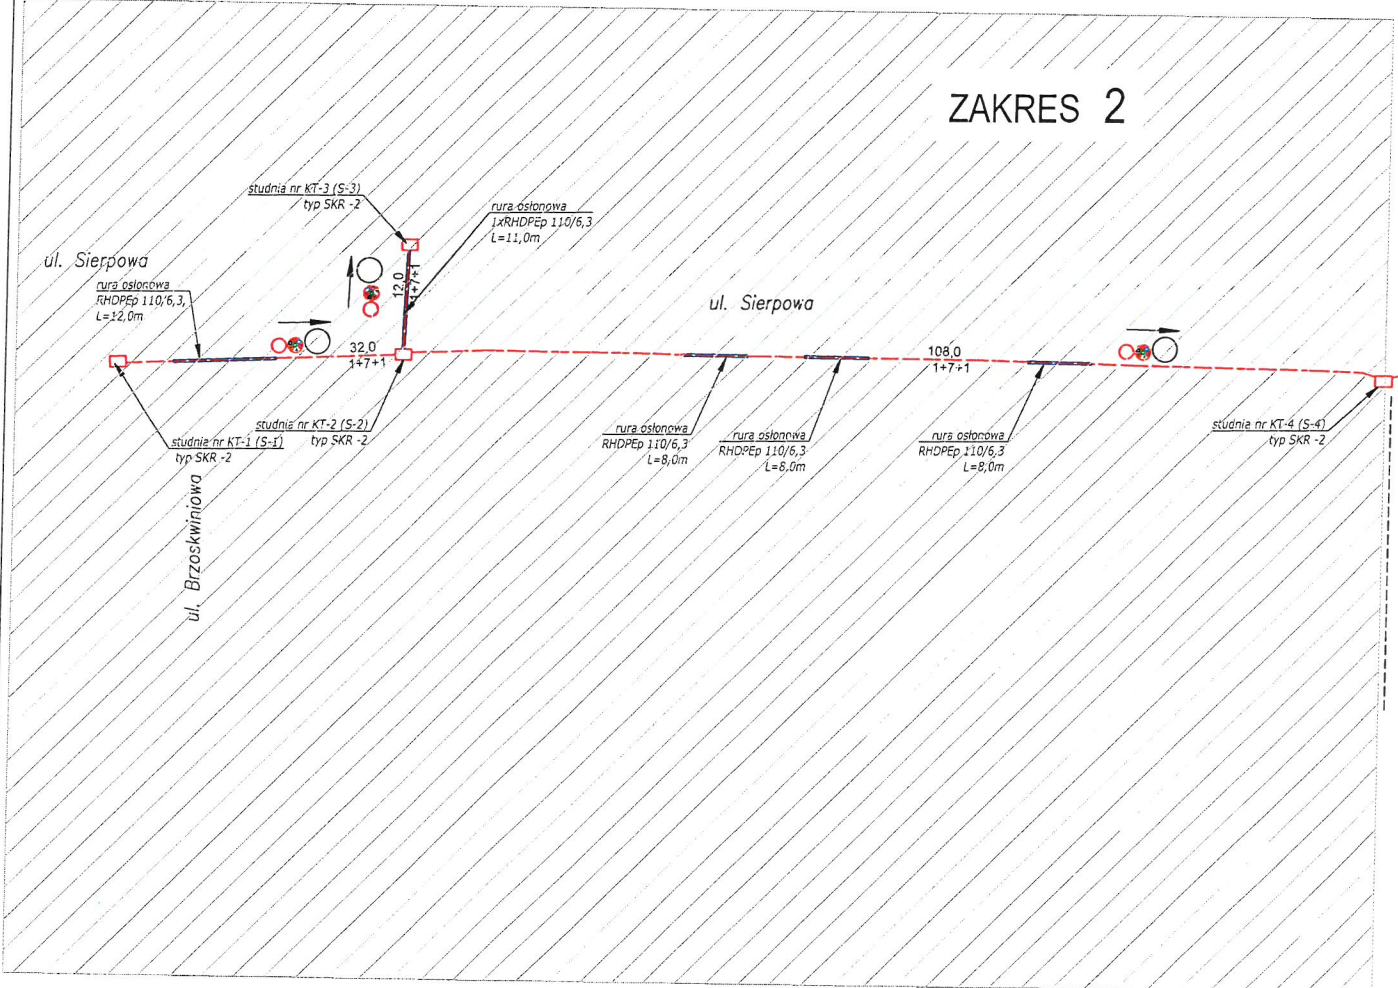 ZAKRES 2
studnia nr KT-3 (S-3)
typ SKR -2
rura osłonowa
1xRHDPEp 110/6,3
L=11,0m
ul. Sierpowa
rura osłonowa
RHDPEp 110/6,3,
L=12,0m
12,0
1+7+1
ul. Sierpowa
32,0
1+7+1
108,0
1+7+1
studnia nr KT-1 (S-1)
typ SKR -2
studnia nr KT-2 (S-2)
typ SKR -2
rura osłonowa
RHDPEp 110/6,3
L=8,0m
rura osłonowa
RHDPEp 110/6,3
L=8,0m
rura osłonowa
RHDPEp 110/6,3
L=8,0m
studnia nr KT-4 (S-4)
typ SKR -2
ul. Brzoskwiniowa